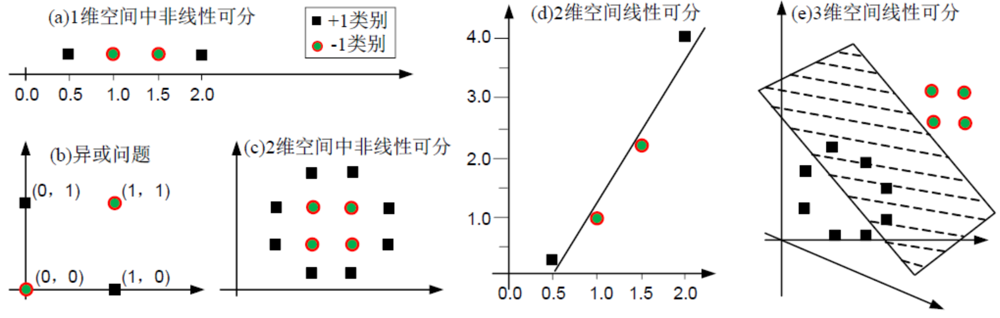 (a)1维空间中非线性可分
+1类别
-1类别
0.0 0.5 1.0 1.5 2.0
(b)异或问题
(0, 1) (1, 1)
(0, 0) (1, 0)
(c)2维空间中非线性可分
(d)2维空间线性可分
4.0
3.0
2.0
1.0
0.0 0.5 1.0 1.5 2.0
(e)3维空间线性可分